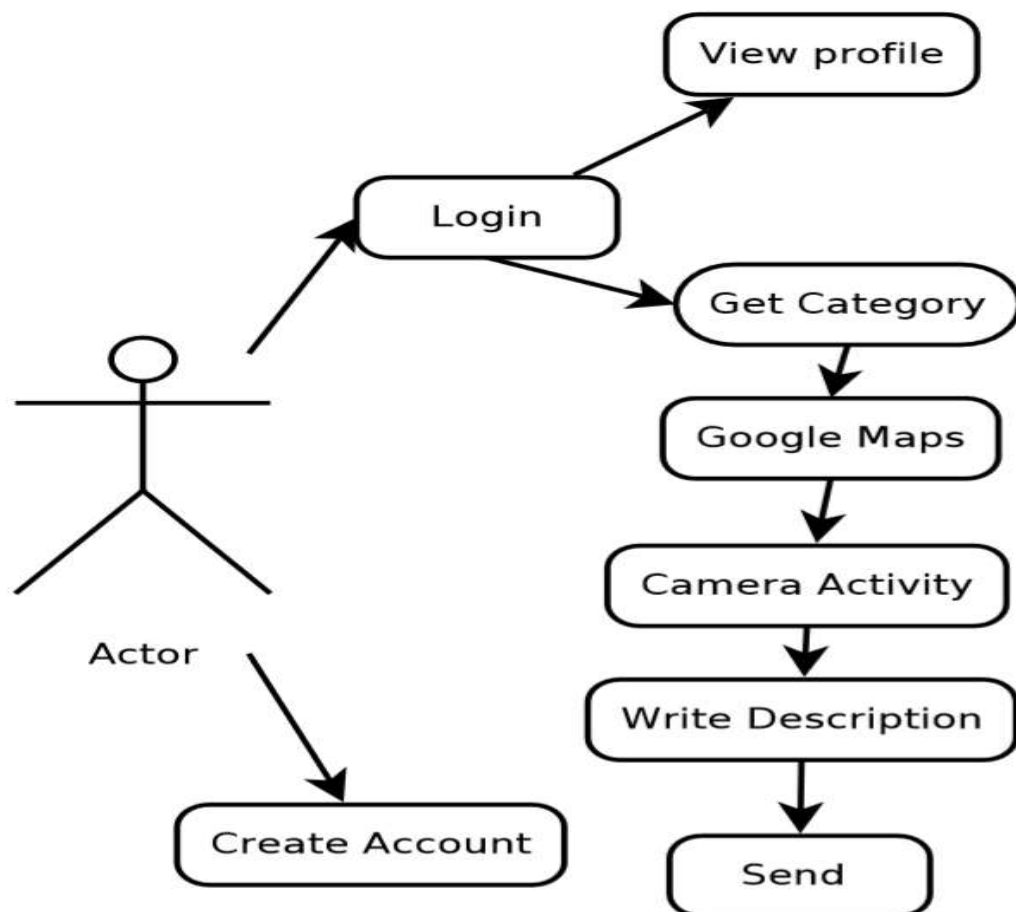 View profile
Login
Get Category
Google Maps
Camera Activity
Actor
Write Description
Create Account
Send